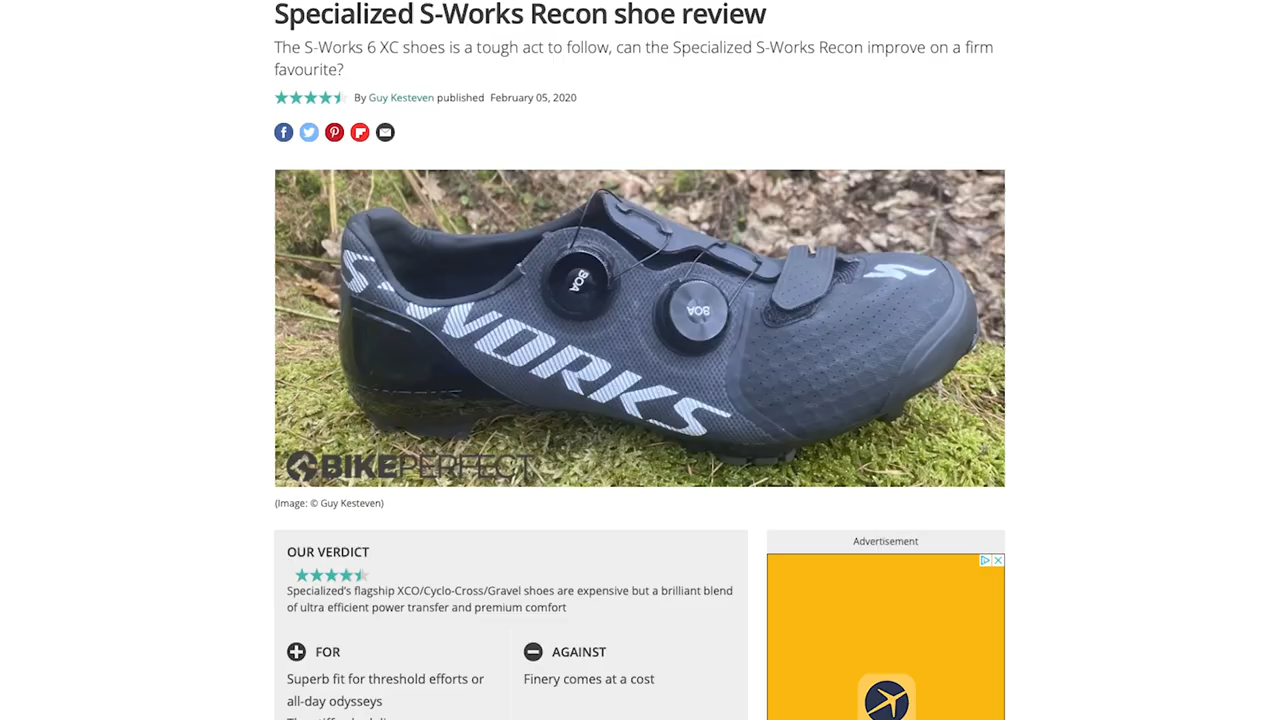 Specialized S-Works Recon shoe review
The S-Works 6 XC shoes is a tough act to follow, can the Specialized S-Works Recon improve on a firm
favourite?
By Guy Kesteven published February 05, 2020
S-WORKS
BOA
BOA
BIKEPERFECT
(Image: © Guy Kesteven)
OUR VERDICT
Specialized's flagship XCO/Cyclo-Cross/Gravel shoes are expensive but a brilliant blend
of ultra efficient power transfer and premium comfort
FOR
Superb fit for threshold efforts or
all-day odysseys
AGAINST
Finery comes at a cost
Advertisement